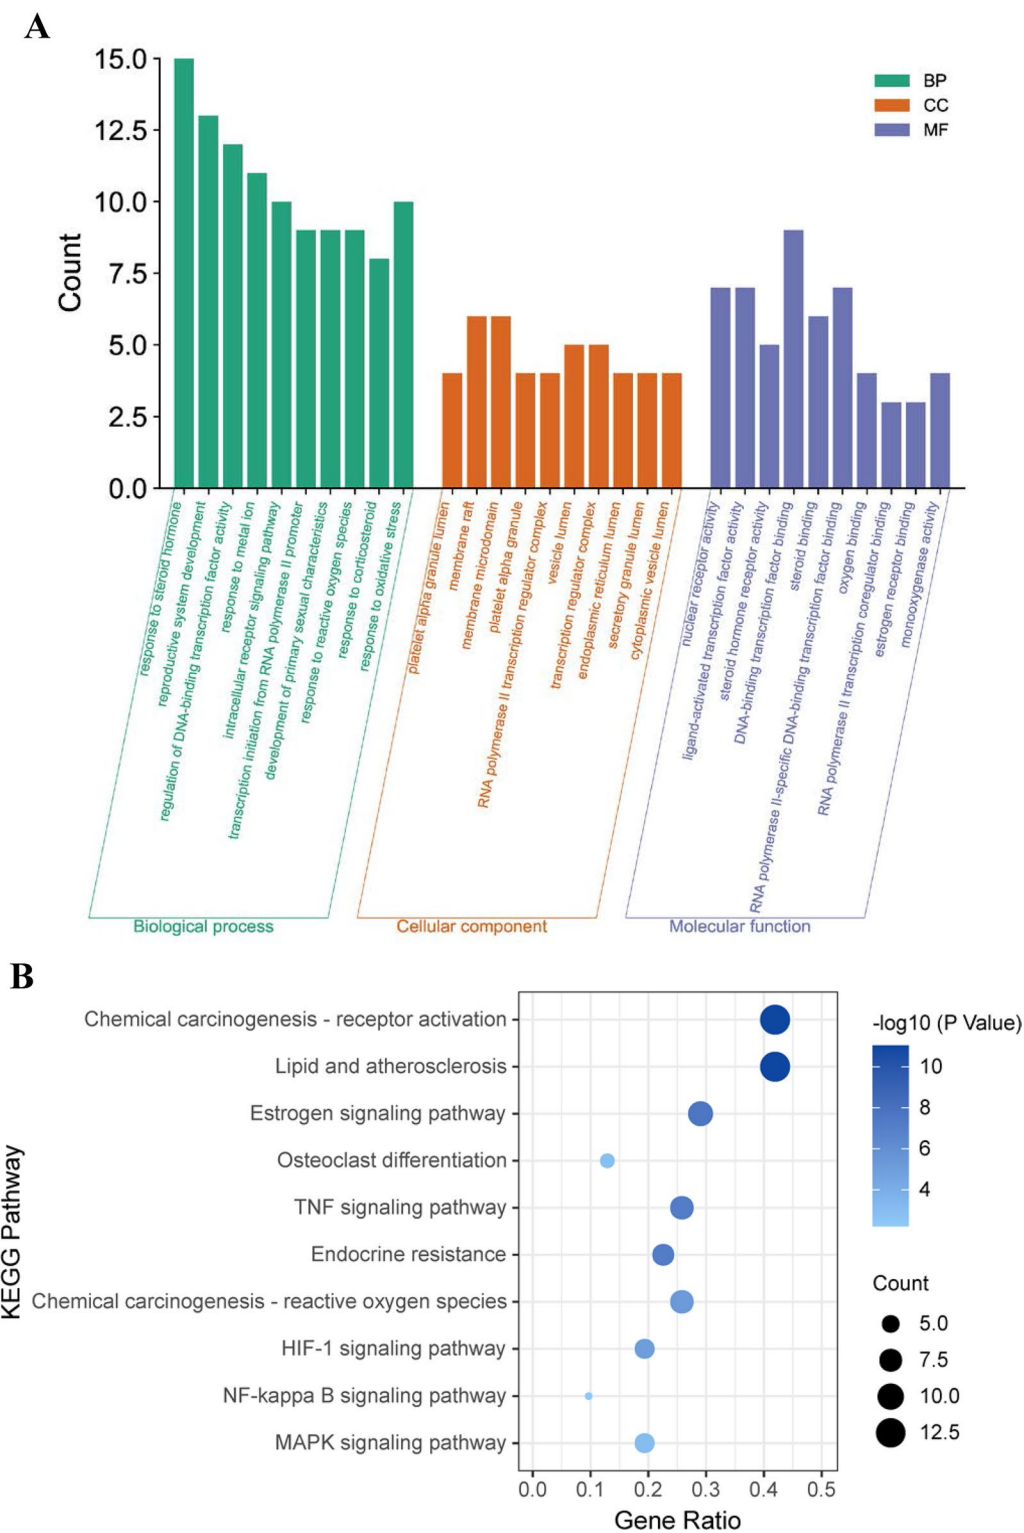 A
15.0
12.5
10.0
7.5
5.0
2.5
0.0
Count
BP
CC
MF
response to steroid hormone
reproductive system development
regulation of DNA-binding transcription factor activity
response to metal ion
intracellular receptor signaling pathway
transcription initiation from RNA polymerase II promoter
development of primary sexual characteristics
response to reactive oxygen species
response to corticosteroid
response to oxidative stress
platelet alpha granule lumen
membrane raft
membrane microdomain
platelet alpha granule
RNA polymerase II transcription regulator complex
vesicle lumen
transcription regulator complex
endoplasmic reticulum lumen
secretory granule lumen
cytoplasmic vesicle lumen
nuclear receptor activity
ligand-activated transcription factor activity
steroid hormone receptor activity
DNA-binding transcription factor binding
steroid binding
RNA polymerase II-specific DNA-binding transcription factor binding
oxygen binding
RNA polymerase II transcription coregulator binding
estrogen receptor binding
monooxygenase activity
Biological process
Cellular component
Molecular function
B
KEGG Pathway
Chemical carcinogenesis - receptor activation
Lipid and atherosclerosis
Estrogen signaling pathway
Osteoclast differentiation
TNF signaling pathway
Endocrine resistance
Chemical carcinogenesis - reactive oxygen species
HIF-1 signaling pathway
NF-kappa B signaling pathway
MAPK signaling pathway
0.0 0.1 0.2 0.3 0.4 0.5
Gene Ratio
-log10 (P Value)
10
8
6
4
Count
5.0
7.5
10.0
12.5